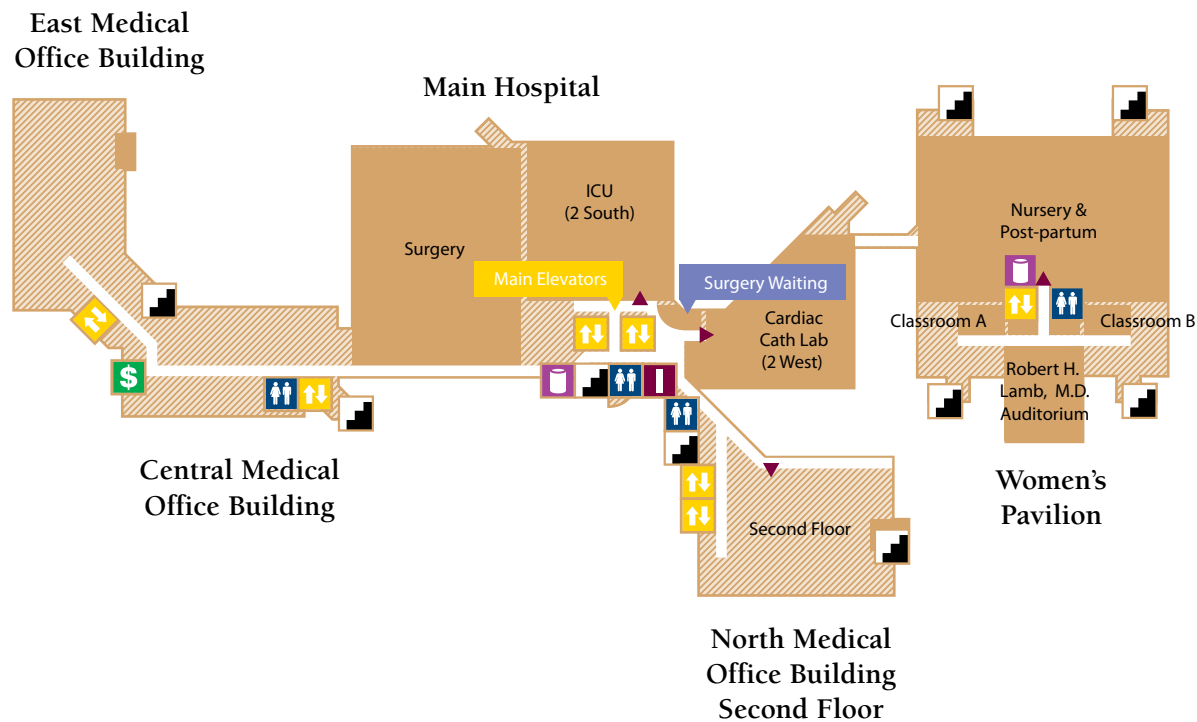 East Medical
Office Building
Main Hospital
ICU
(2 South)
Surgery
Main Elevators
Surgery Waiting
Cardiac
Cath Lab
(2 West)
Nursery &
Post-partum
Classroom A
Classroom B
Robert H.
Lamb, M.D.
Auditorium
$
Central Medical
Office Building
Second Floor
Women's
Pavilion
North Medical
Office Building
Second Floor